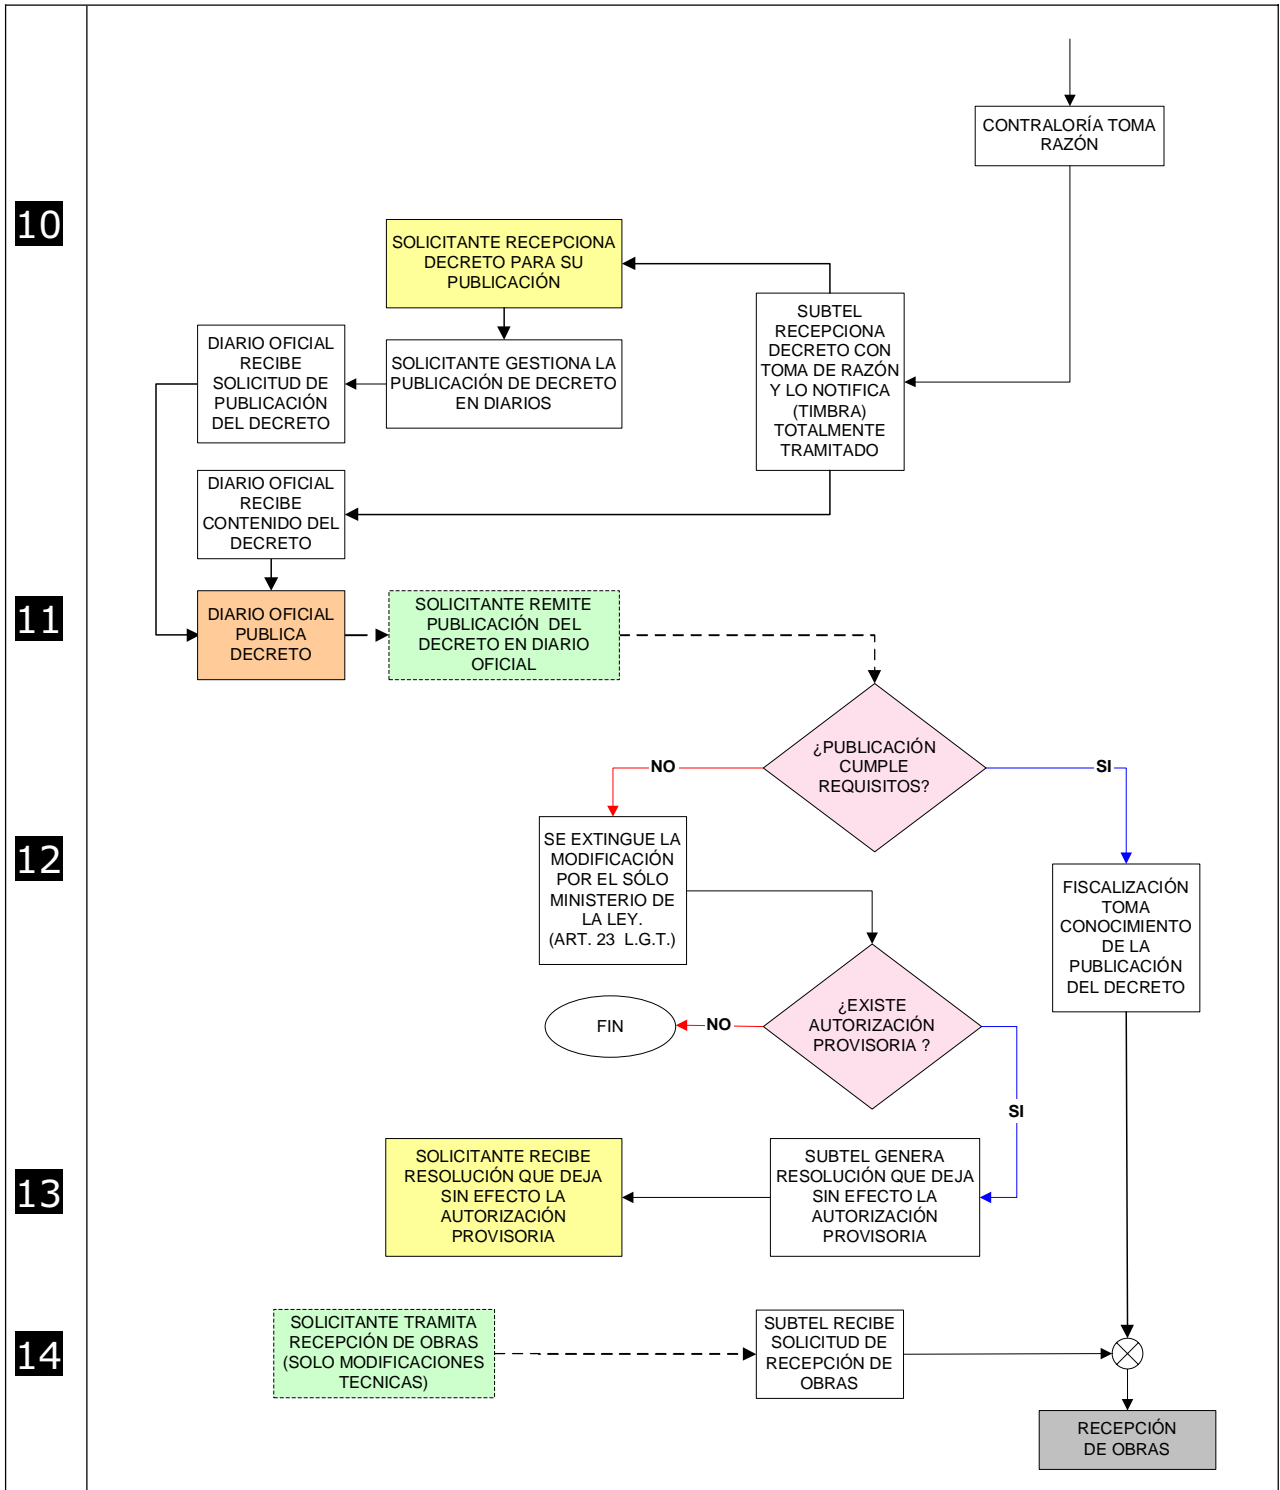 CONTRALORÍA TOMA
RAZÓN
10
SOLICITANTE RECEPCIONA
DECRETO PARA SU
PUBLICACIÓN
SUBTEL
RECEPCIONA
DECRETO CON
TOMA DE RAZÓN
Y LO NOTIFICA
(TIMBRA)
TOTALMENTE
TRAMITADO
DIARIO OFICIAL
RECIBE
SOLICITUD DE
PUBLICACIÓN
DEL DECRETO
SOLICITANTE GESTIONA LA
PUBLICACIÓN DE DECRETO
EN DIARIOS
DIARIO OFICIAL
RECIBE
CONTENIDO DEL
DECRETO
11
DIARIO OFICIAL
PUBLICA
DECRETO
SOLICITANTE REMITE
PUBLICACIÓN  DEL
DECRETO EN DIARIO
OFICIAL
¿PUBLICACIÓN
CUMPLE
REQUISITOS?
NO
SI
12
SE EXTINGUE LA
MODIFICACIÓN
POR EL SÓLO
MINISTERIO DE
LA LEY.
(ART. 23  L.G.T.)
FISCALIZACIÓN
TOMA
CONOCIMIENTO
DE LA
PUBLICACIÓN
DEL DECRETO
¿EXISTE
AUTORIZACIÓN
PROVISORIA ?
NO
FIN
SI
13
SOLICITANTE RECIBE
RESOLUCIÓN QUE DEJA
SIN EFECTO LA
AUTORIZACIÓN
PROVISORIA
SUBTEL GENERA
RESOLUCIÓN QUE DEJA
SIN EFECTO LA
AUTORIZACIÓN
PROVISORIA
14
SOLICITANTE TRAMITA
RECEPCIÓN DE OBRAS
(SOLO MODIFICACIONES
TECNICAS)
SUBTEL RECIBE
SOLICITUD DE
RECEPCIÓN DE
OBRAS
RECEPCIÓN
DE OBRAS